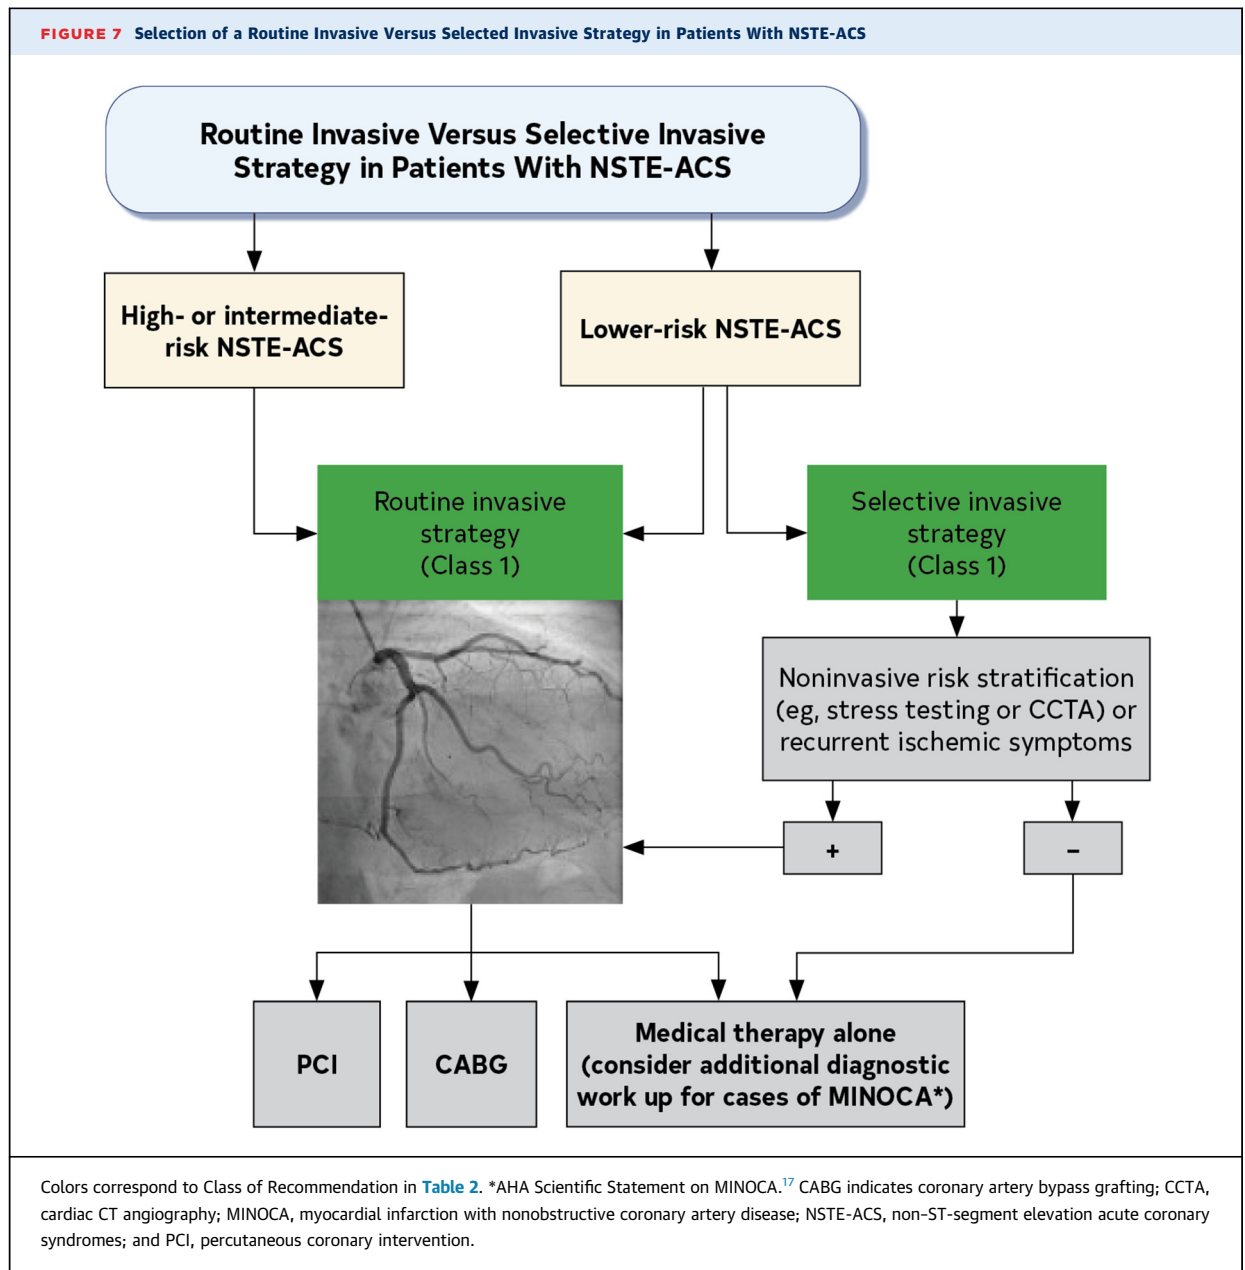 FIGURE 7 Selection of a Routine Invasive Versus Selected Invasive Strategy in Patients With NSTE-ACS
Routine Invasive Versus Selective Invasive
Strategy in Patients With NSTE-ACS
High- or intermediate-
risk NSTE-ACS
Lower-risk NSTE-ACS
Routine invasive
strategy
(Class 1)
Selective invasive
strategy
(Class 1)
Noninvasive risk stratification
(eg, stress testing or CCTA) or
recurrent ischemic symptoms
+
–
PCI
CABG
Medical therapy alone
(consider additional diagnostic
work up for cases of MINOCA*)
Colors correspond to Class of Recommendation in Table 2. *AHA Scientific Statement on MINOCA.17 CABG indicates coronary artery bypass grafting; CCTA,
cardiac CT angiography; MINOCA, myocardial infarction with nonobstructive coronary artery disease; NSTE-ACS, non–ST-segment elevation acute coronary
syndromes; and PCI, percutaneous coronary intervention.